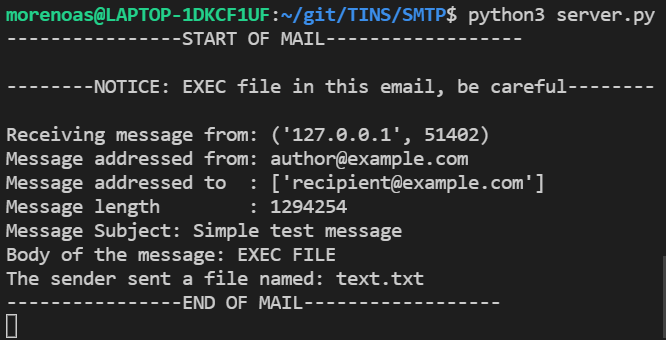 morenoas@LAPTOP-1DKCF1UF:~/git/TINS/SMTP$ python3 server.py
----------------START OF MAIL------------------
--------NOTICE: EXEC file in this email, be careful--------
Receiving message from: ('127.0.0.1', 51402)
Message addressed from: author@example.com
Message addressed to  : ['recipient@example.com']
Message length        : 1294254
Message Subject: Simple test message
Body of the message: EXEC FILE
The sender sent a file named: text.txt
----------------END OF MAIL------------------